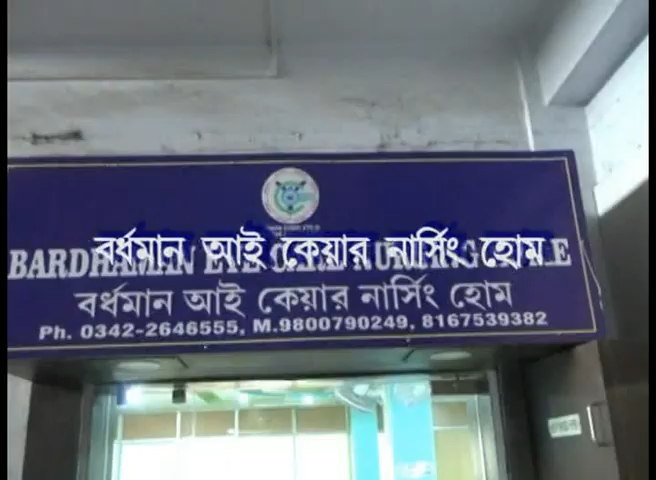 বর্ধমান আই কেয়ার নার্সিং হোম
BARDHAMAN EYE CARE NURSING HOME
বর্ধমান আই কেয়ার নার্সিং হোম
Ph. 0342-2646555, M.9800790249, 8167539382